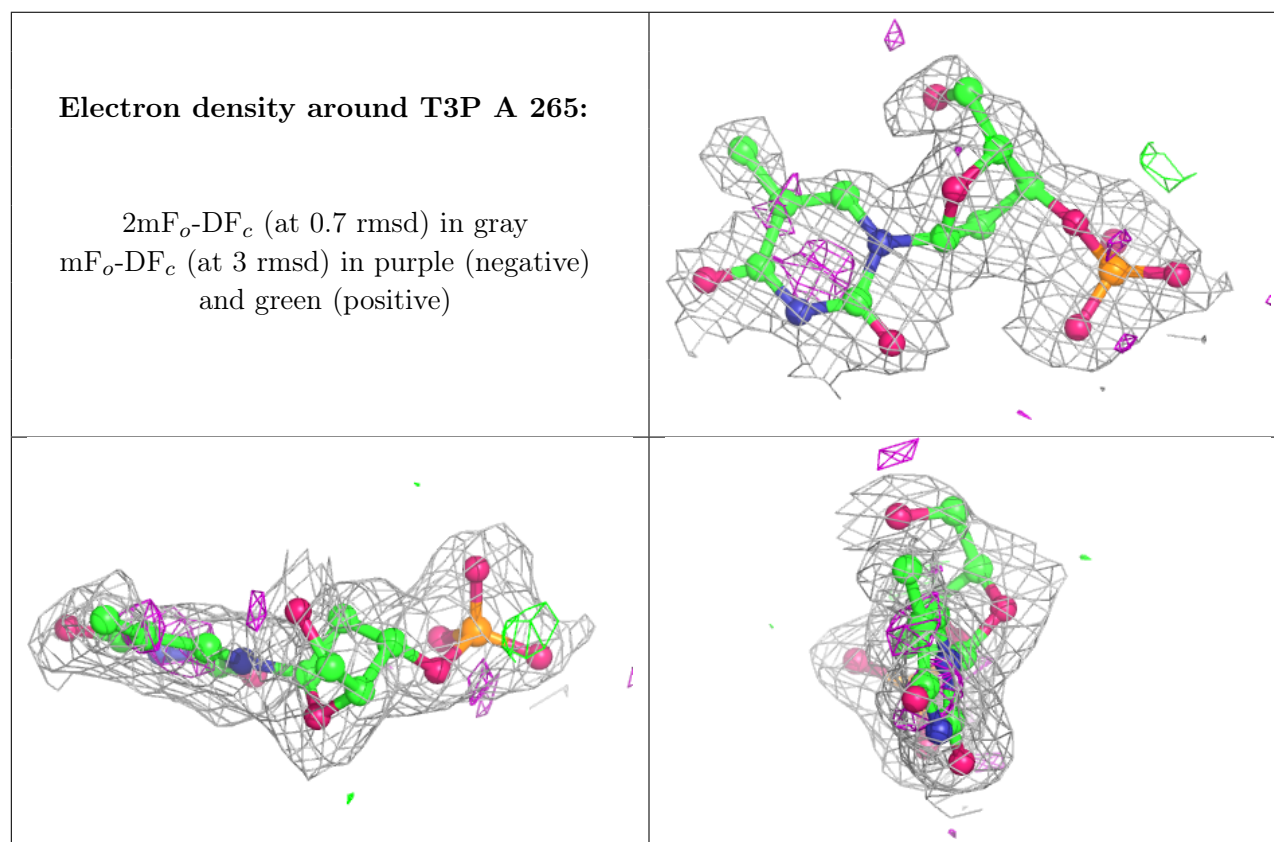 Electron density around T3P A 265:
2mFo-DFc (at 0.7 rmsd) in gray
mFo-DFc (at 3 rmsd) in purple (negative)
and green (positive)